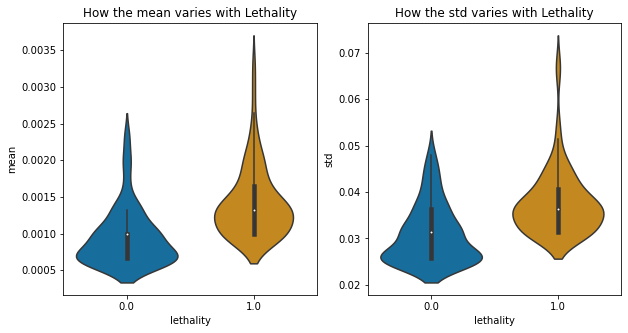 How the mean varies with Lethality
mean
0.0035
0.0030
0.0025
0.0020
0.0015
0.0010
0.0005
0.0
1.0
lethality
How the std varies with Lethality
std
0.07
0.06
0.05
0.04
0.03
0.02
0.0
1.0
lethality